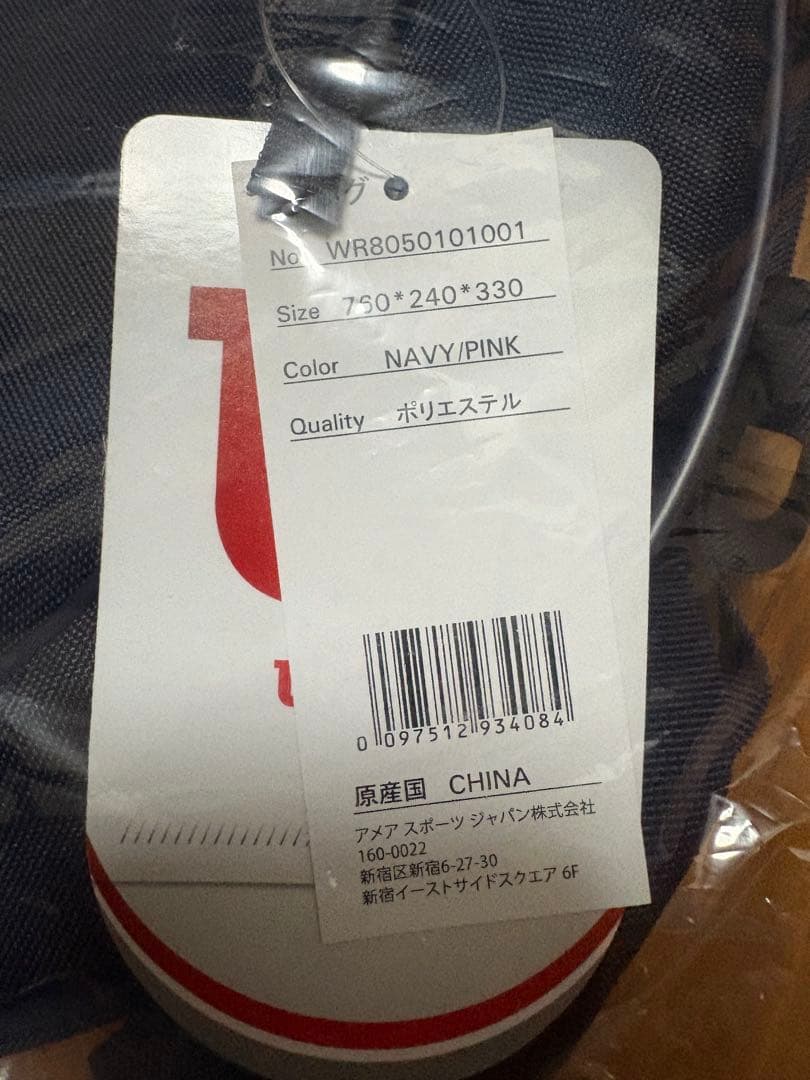 グ
No. WR8050101001
Size 760*240*330
Color NAVY/PINK
Quality ポリエステル
0 097512 934084
原産国 CHINA
アメア スポーツ ジャパン株式会社
160-0022
新宿区新宿6-27-30
新宿イーストサイドスクエア 6F